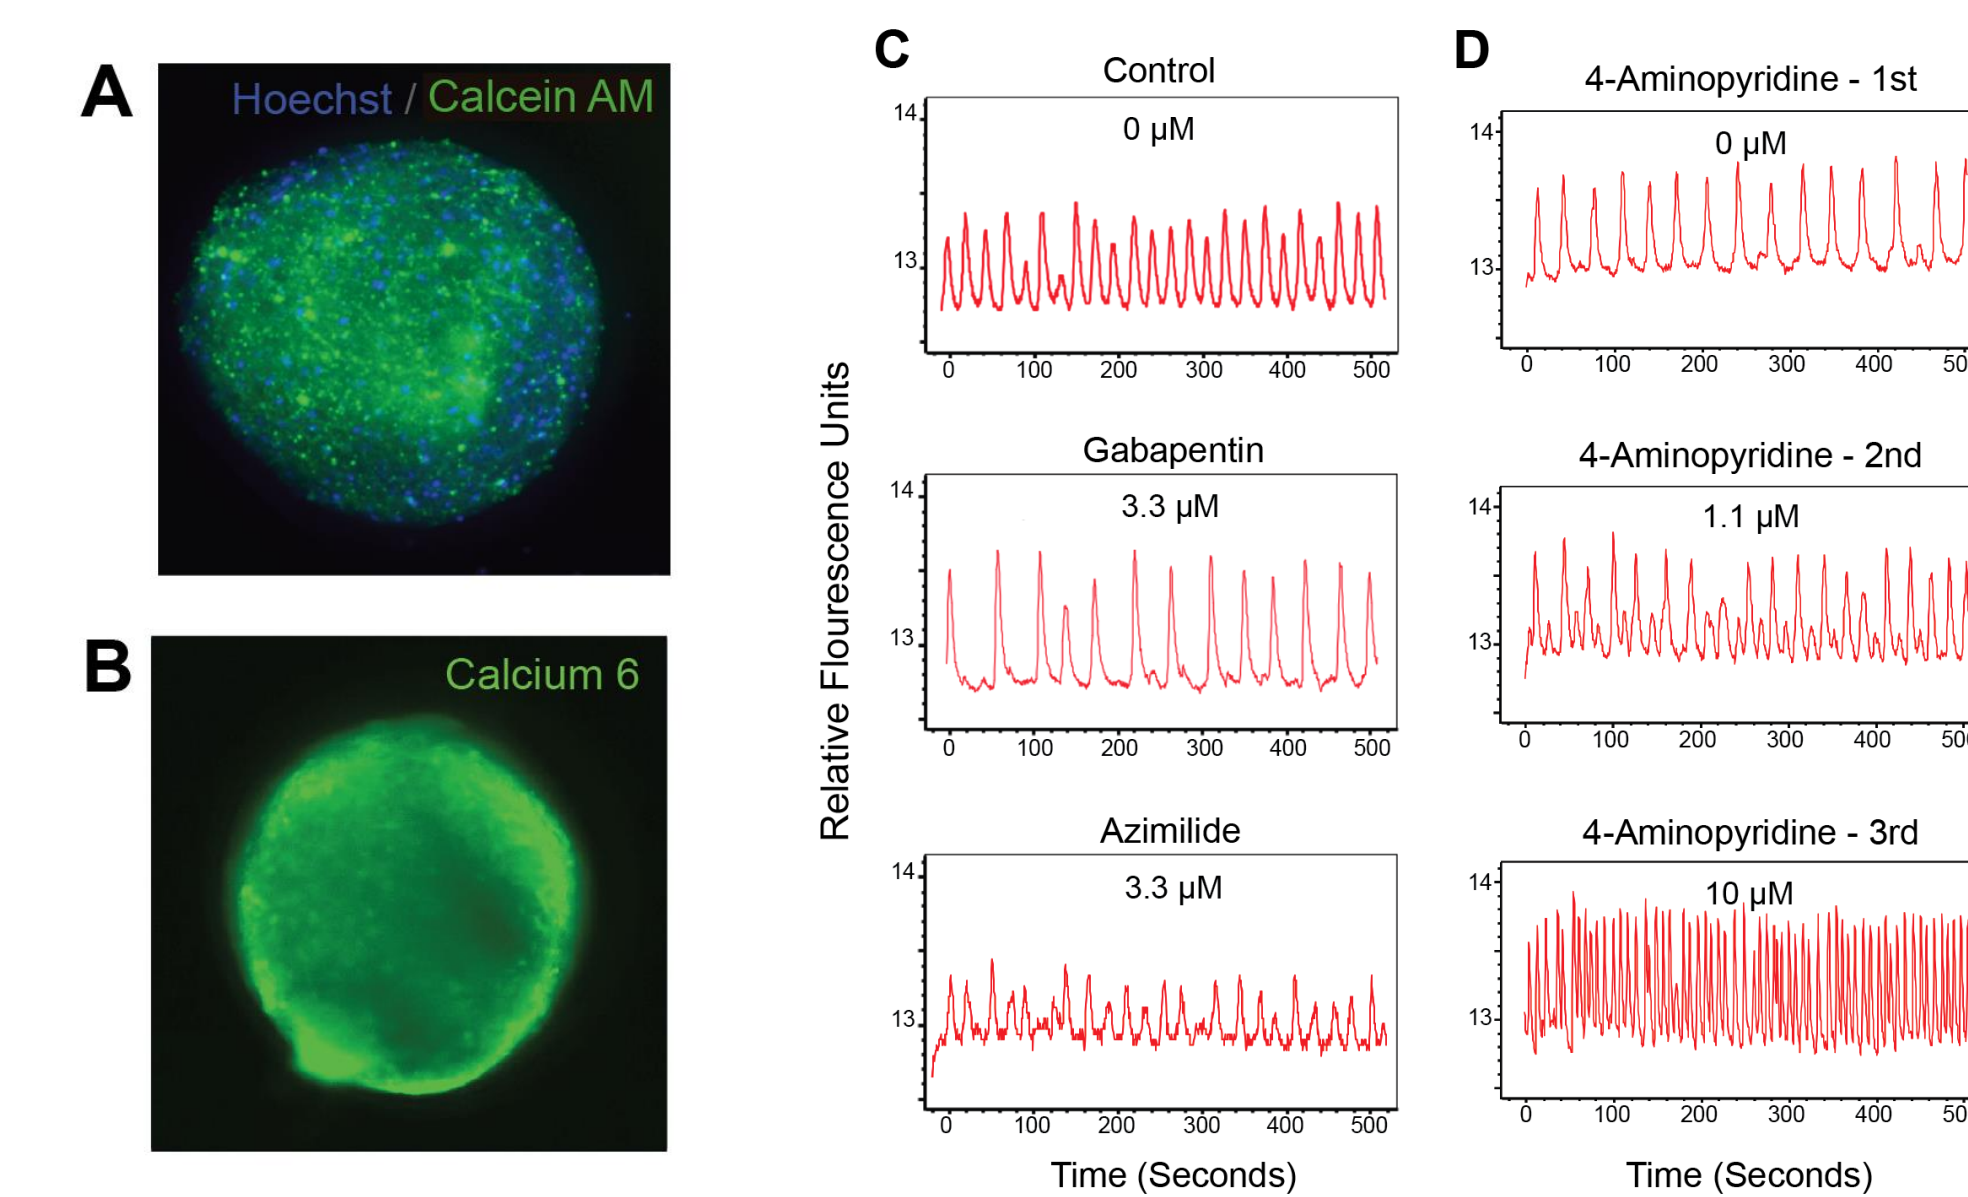 A
Hoechst / Calcein AM
B
Calcium 6
Relative Flourescence Units
C
Control
0 µM
14
13
0 100 200 300 400 500
Gabapentin
3.3 µM
14
13
0 100 200 300 400 500
Azimilide
3.3 µM
14
13
0 100 200 300 400 500
Time (Seconds)
D
4-Aminopyridine - 1st
0 µM
14
13
0 100 200 300 400 50
4-Aminopyridine - 2nd
1.1 µM
14
13
0 100 200 300 400 50
4-Aminopyridine - 3rd
10 µM
14
13
0 100 200 300 400 50
Time (Seconds)